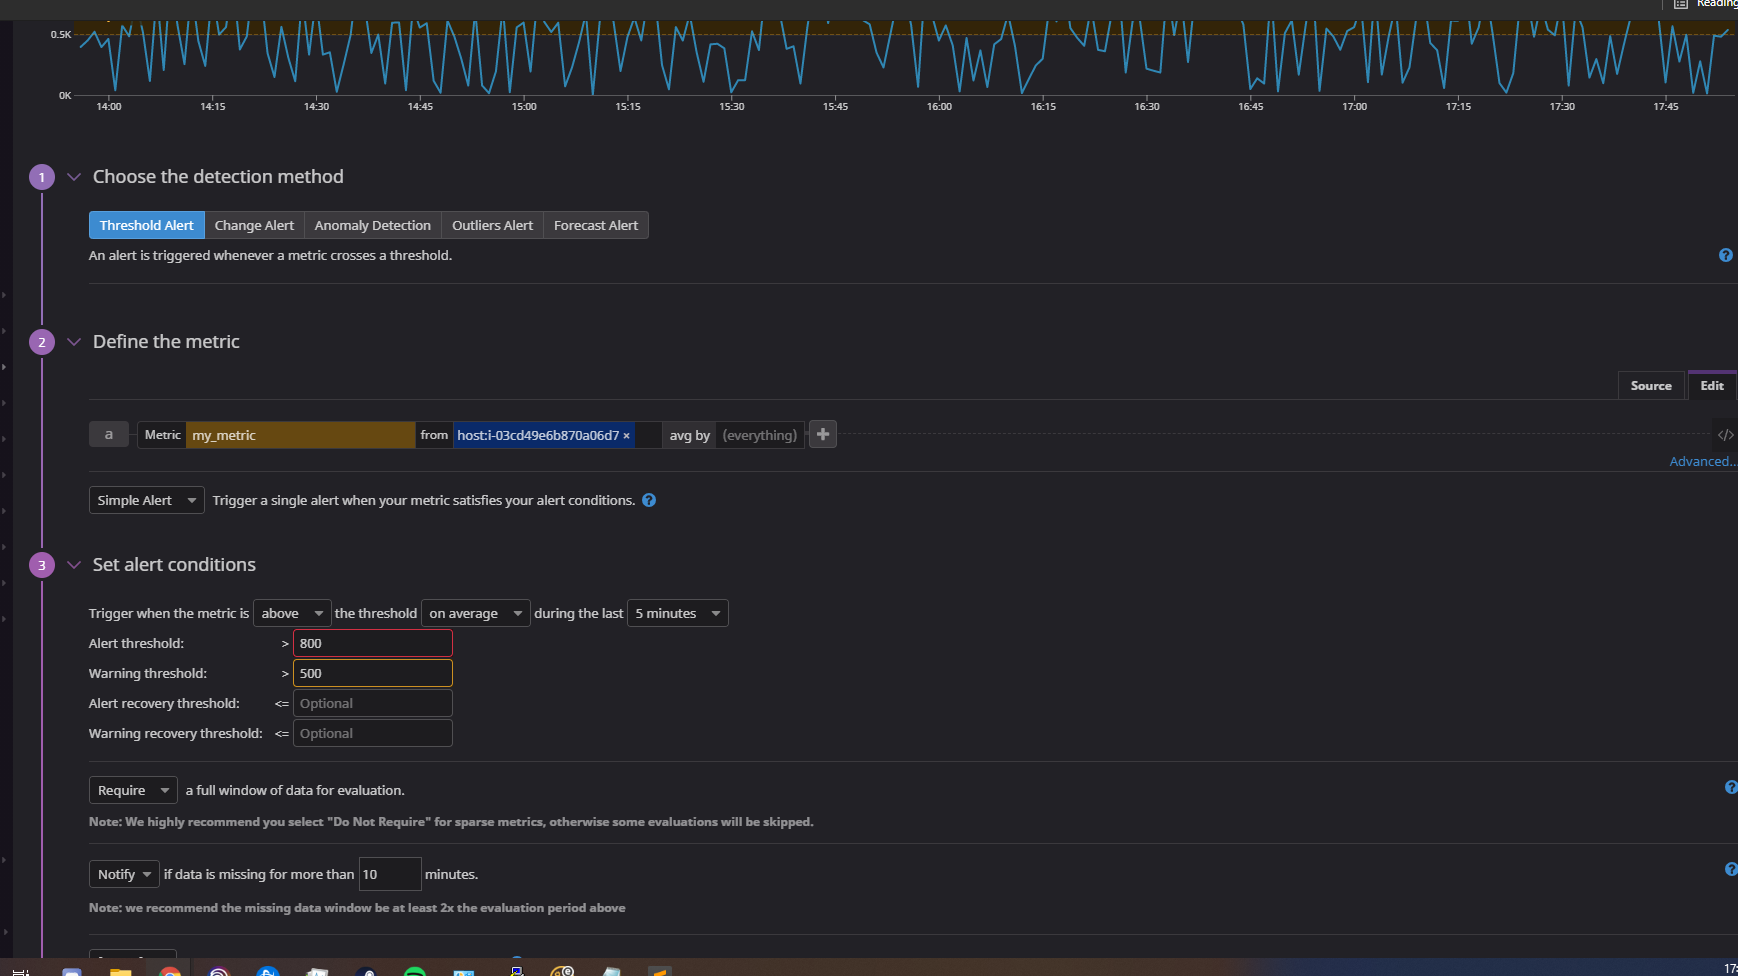 Reading
0.5K
0K
14:00 14:15 14:30 14:45 15:00 15:15 15:30 15:45 16:00 16:15 16:30 16:45 17:00 17:15 17:30 17:45
1 Choose the detection method
Threshold Alert Change Alert Anomaly Detection Outliers Alert Forecast Alert
An alert is triggered whenever a metric crosses a threshold. ?
2 Define the metric
Source Edit
a Metric my_metric from host:i-03cd49e6b870a06d7 × avg by (everything) + </>
Advanced...
Simple Alert Trigger a single alert when your metric satisfies your alert conditions. ?
3 Set alert conditions
Trigger when the metric is above the threshold on average during the last 5 minutes
Alert threshold: > 800
Warning threshold: > 500
Alert recovery threshold: <= Optional
Warning recovery threshold: <= Optional
Require a full window of data for evaluation. ?
Note: We highly recommend you select "Do Not Require" for sparse metrics, otherwise some evaluations will be skipped.
Notify if data is missing for more than 10 minutes. ?
Note: we recommend the missing data window be at least 2x the evaluation period above
17: